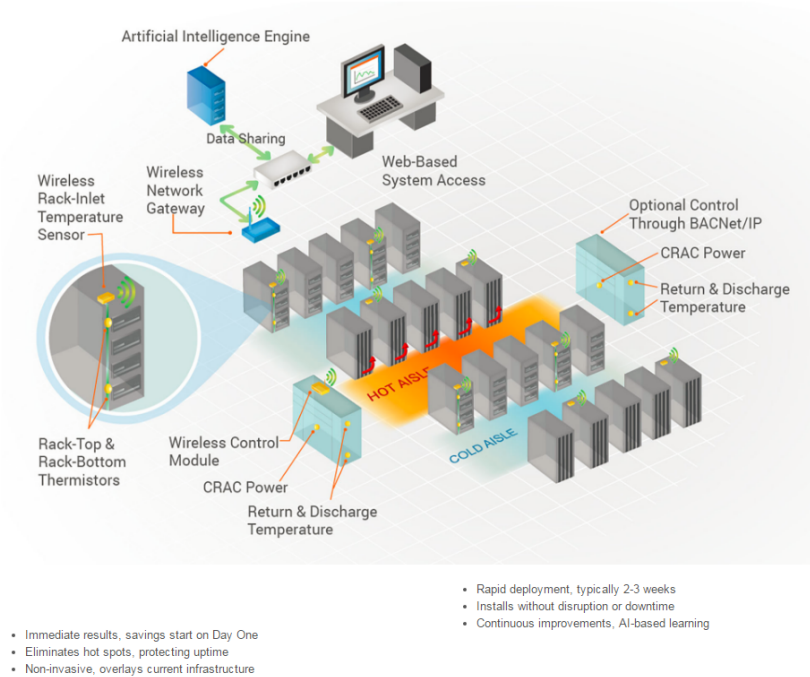 Artificial Intelligence Engine
Data Sharing
Web-Based
System Access
Wireless
Network
Gateway
Wireless
Rack-Inlet
Temperature
Sensor
Optional Control
Through BACNet/IP
CRAC Power
Return & Discharge
Temperature
HOT AISLE
COLD AISLE
Rack-Top &
Rack-Bottom
Thermistors
Wireless Control
Module
CRAC Power
Return & Discharge
Temperature
• Rapid deployment, typically 2-3 weeks
• Installs without disruption or downtime
• Continuous improvements, AI-based learning
• Immediate results, savings start on Day One
• Eliminates hot spots, protecting uptime
• Non-invasive, overlays current infrastructure